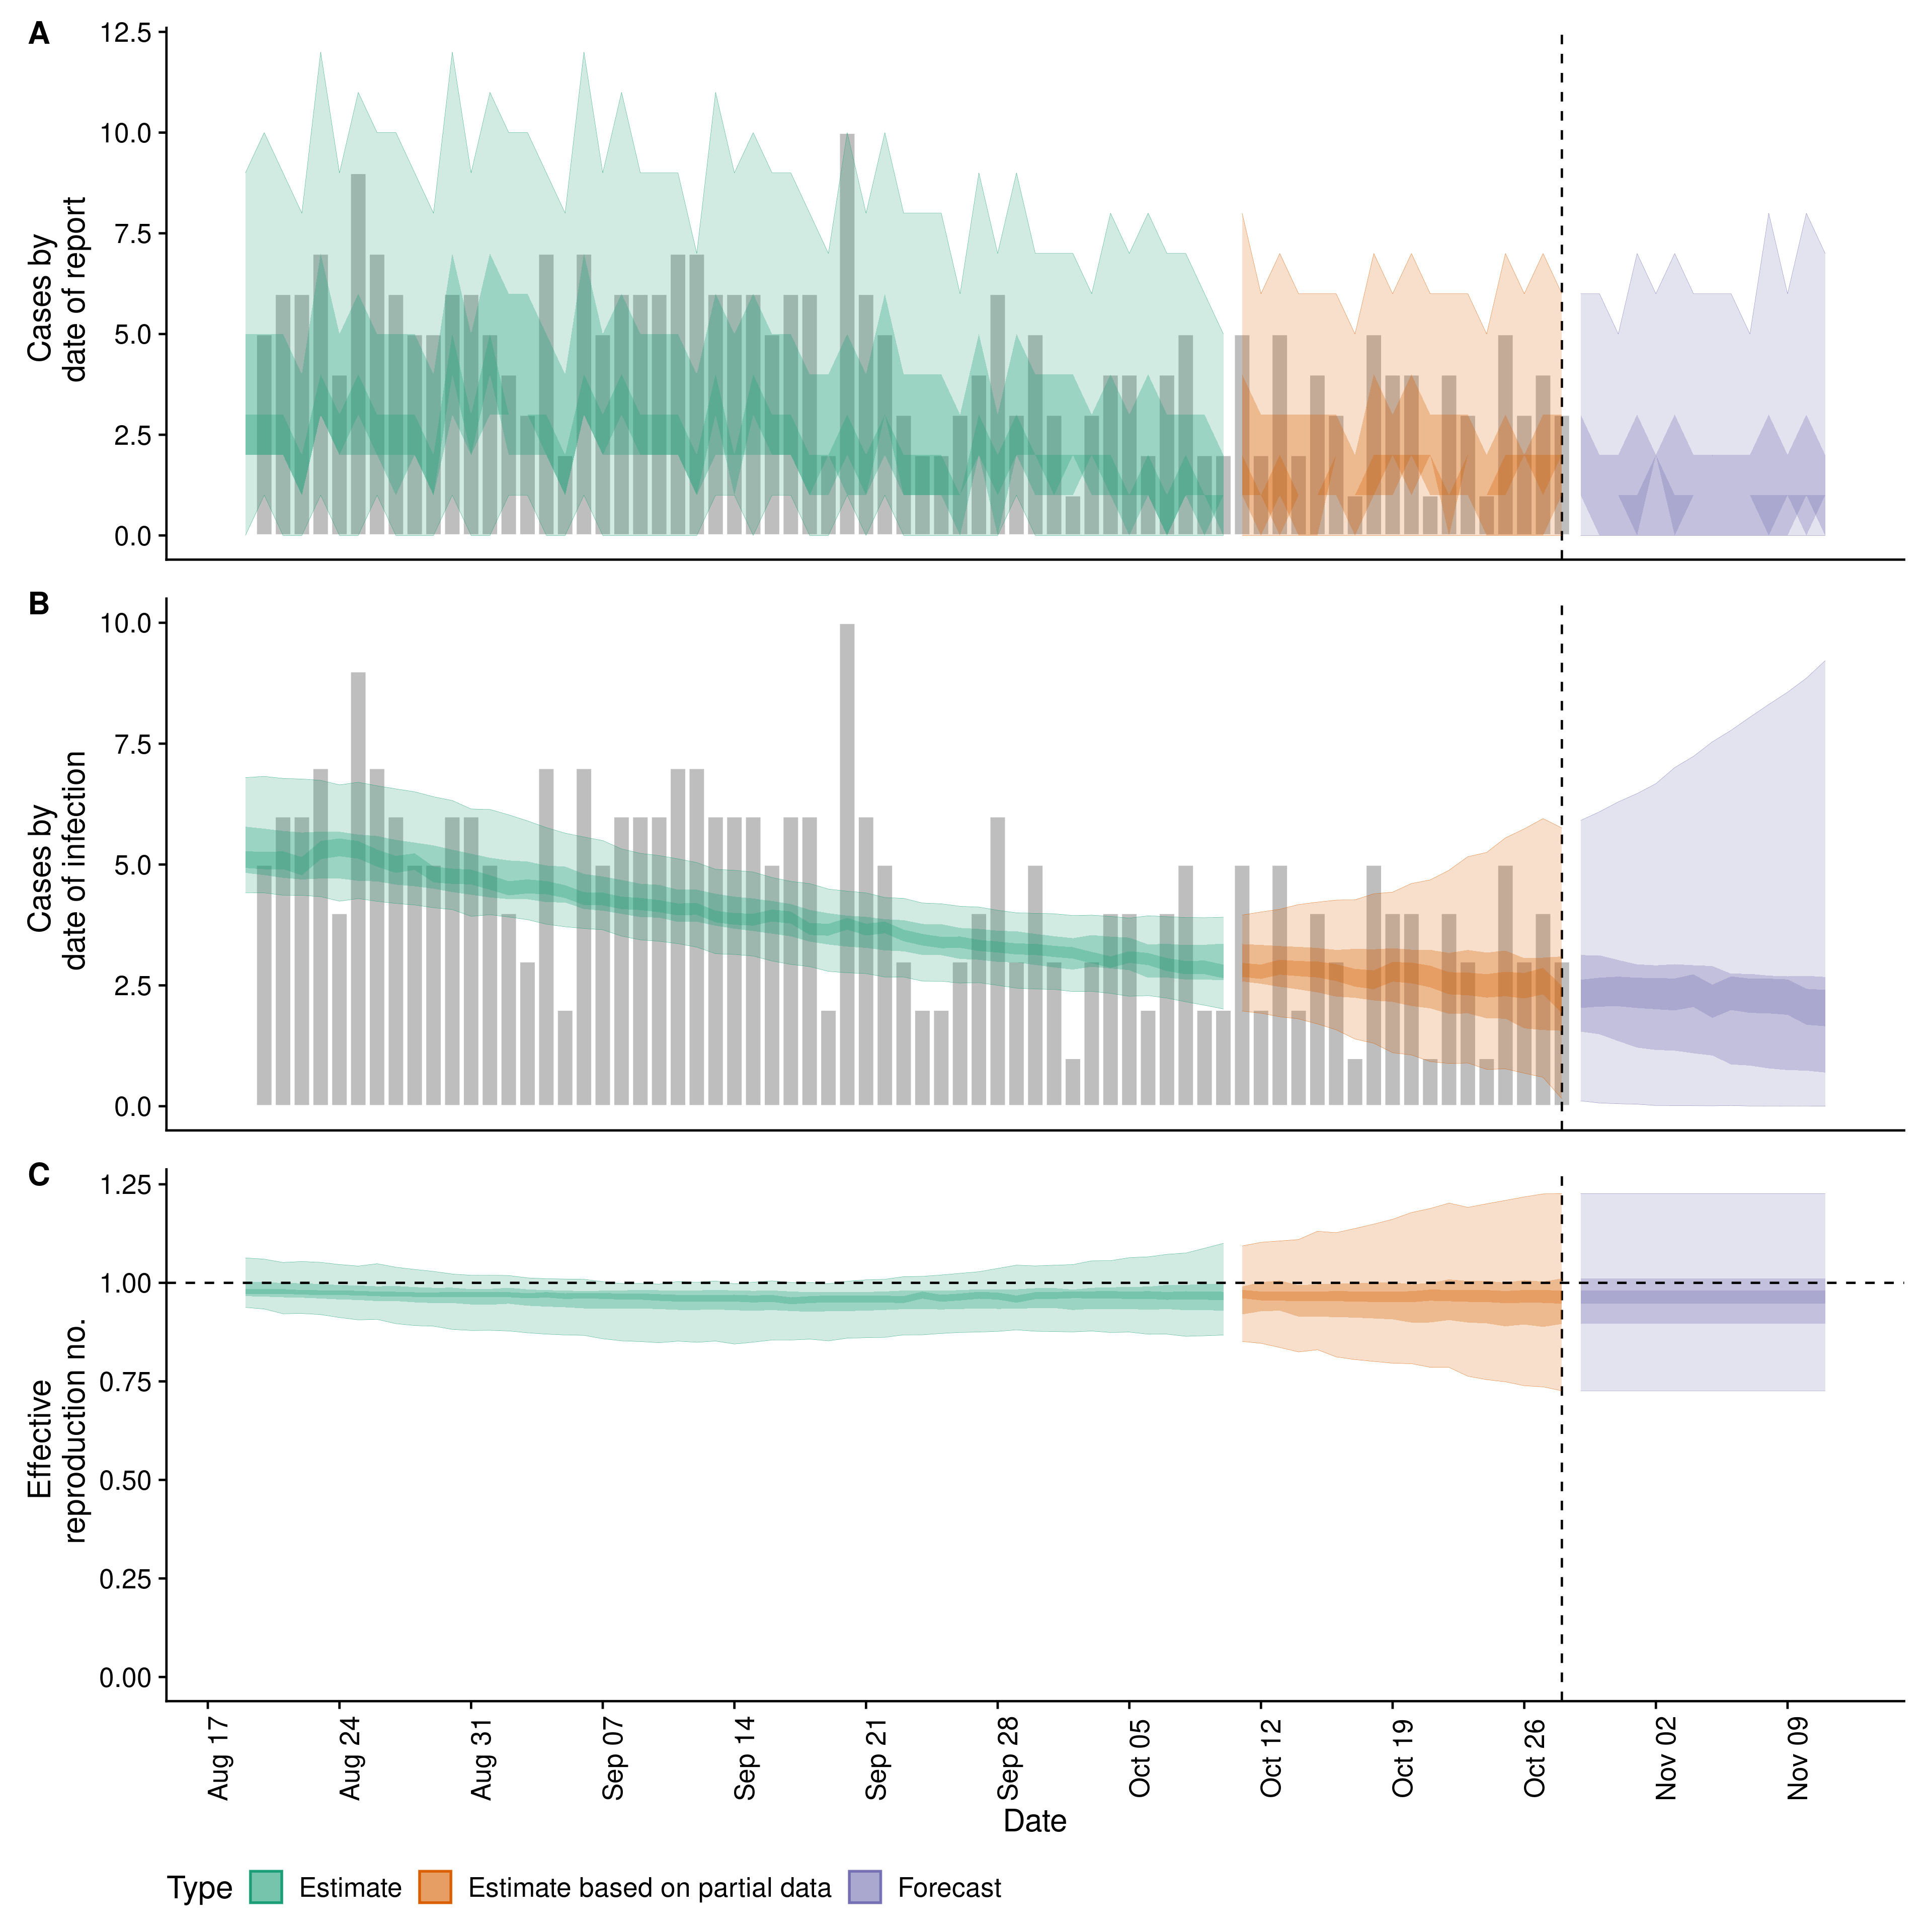 A
Cases by
date of report
12.5
10.0
7.5
5.0
2.5
0.0
B
Cases by
date of infection
10.0
7.5
5.0
2.5
0.0
C
Effective
reproduction no.
1.25
1.00
0.75
0.50
0.25
0.00
Aug 17
Aug 24
Aug 31
Sep 07
Sep 14
Sep 21
Sep 28
Oct 05
Oct 12
Oct 19
Oct 26
Nov 02
Nov 09
Date
Type Estimate Estimate based on partial data Forecast